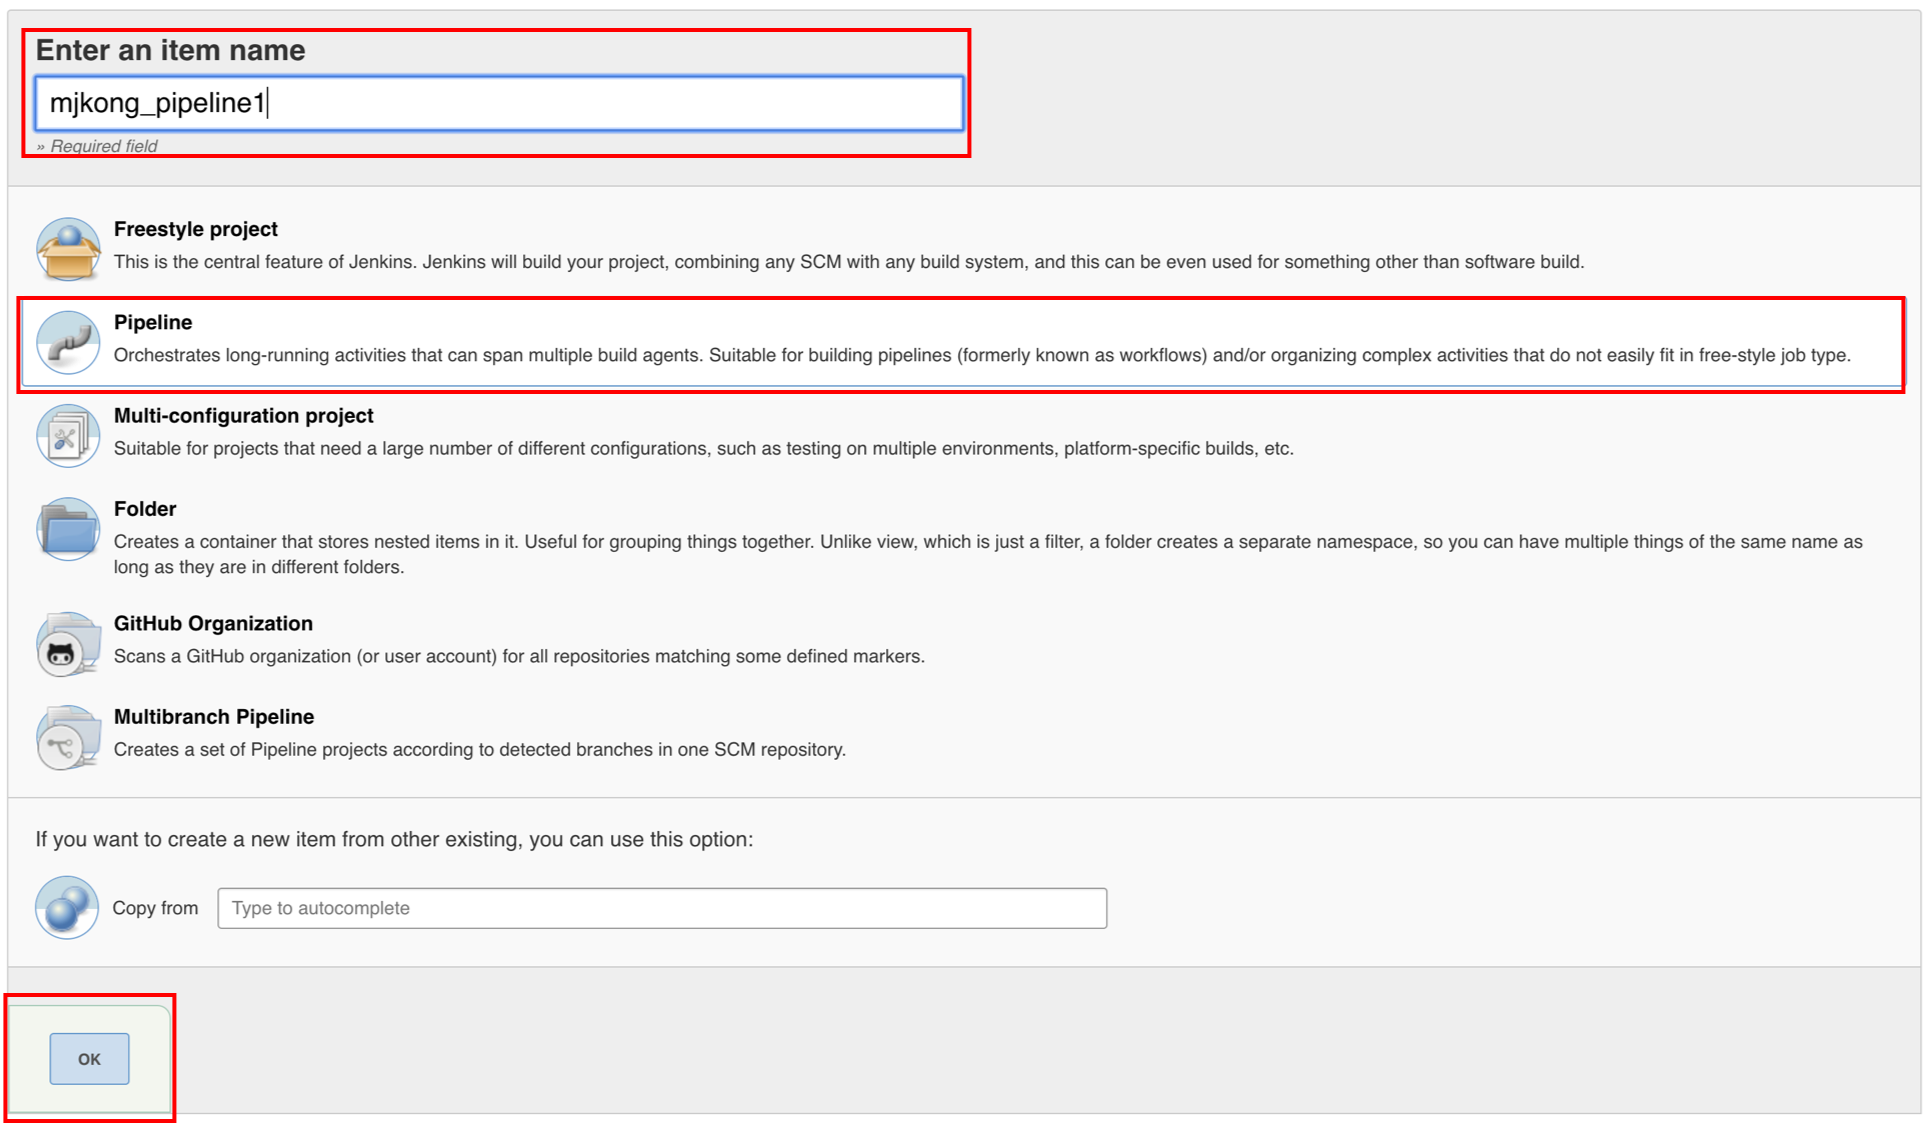 Enter an item name
mjkong_pipeline1
» Required field
Freestyle project
This is the central feature of Jenkins. Jenkins will build your project, combining any SCM with any build system, and this can be even used for something other than software build.
Pipeline
Orchestrates long-running activities that can span multiple build agents. Suitable for building pipelines (formerly known as workflows) and/or organizing complex activities that do not easily fit in free-style job type.
Multi-configuration project
Suitable for projects that need a large number of different configurations, such as testing on multiple environments, platform-specific builds, etc.
Folder
Creates a container that stores nested items in it. Useful for grouping things together. Unlike view, which is just a filter, a folder creates a separate namespace, so you can have multiple things of the same name as
long as they are in different folders.
GitHub Organization
Scans a GitHub organization (or user account) for all repositories matching some defined markers.
Multibranch Pipeline
Creates a set of Pipeline projects according to detected branches in one SCM repository.
If you want to create a new item from other existing, you can use this option:
Copy from
Type to autocomplete
OK